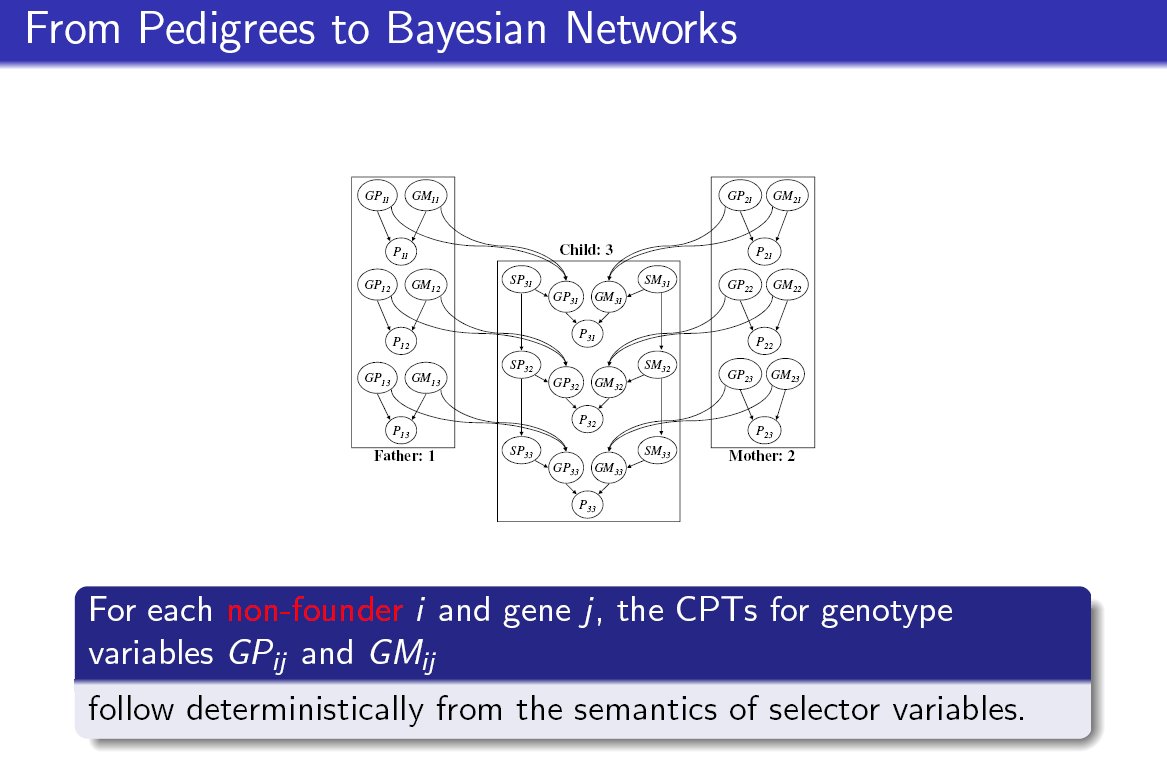 From Pedigrees to Bayesian Networks
GP11 GM11
P11
GP12 GM12
P12
GP13 GM13
P13
Father: 1
Child: 3
SP31 SM31
GP31 GM31
P31
SP32 SM32
GP32 GM32
P32
SP33 SM33
GP33 GM33
P33
GP21 GM21
P21
GP22 GM22
P22
GP23 GM23
P23
Mother: 2
For each non-founder i and gene j, the CPTs for genotype
variables GPij and GMij
follow deterministically from the semantics of selector variables.